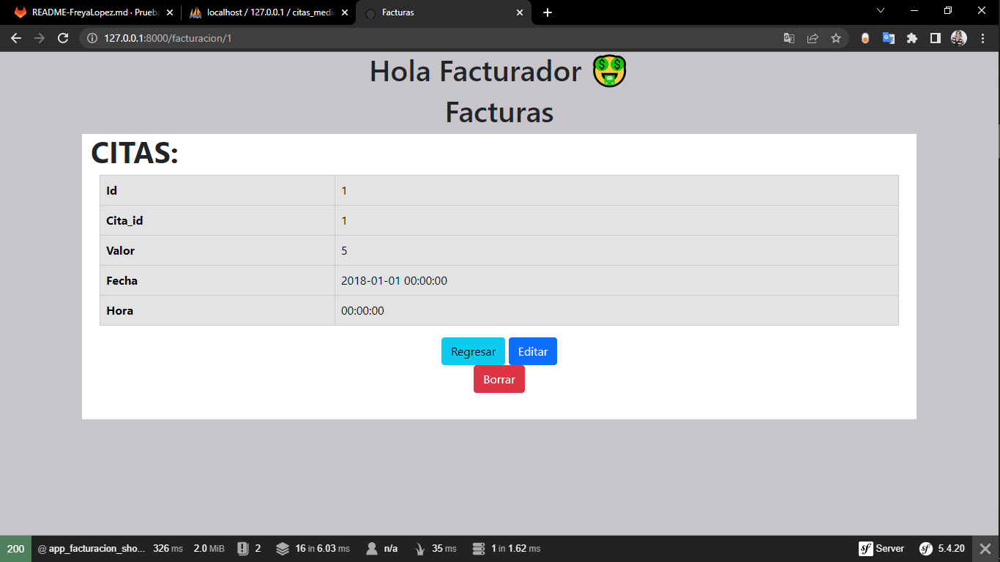 README-FreyaLopez.md · Prueba
localhost / 127.0.0.1 / citas_medic
Facturas
127.0.0.1:8000/facturacion/1
Hola Facturador
Facturas
CITAS:
Id 1
Cita_id 1
Valor 5
Fecha 2018-01-01 00:00:00
Hora 00:00:00
Regresar Editar
Borrar
200 @ app_facturacion_sho... 326 ms 2.0 MiB 2 16 in 6.03 ms n/a 35 ms 1 in 1.62 ms sf Server sf 5.4.20